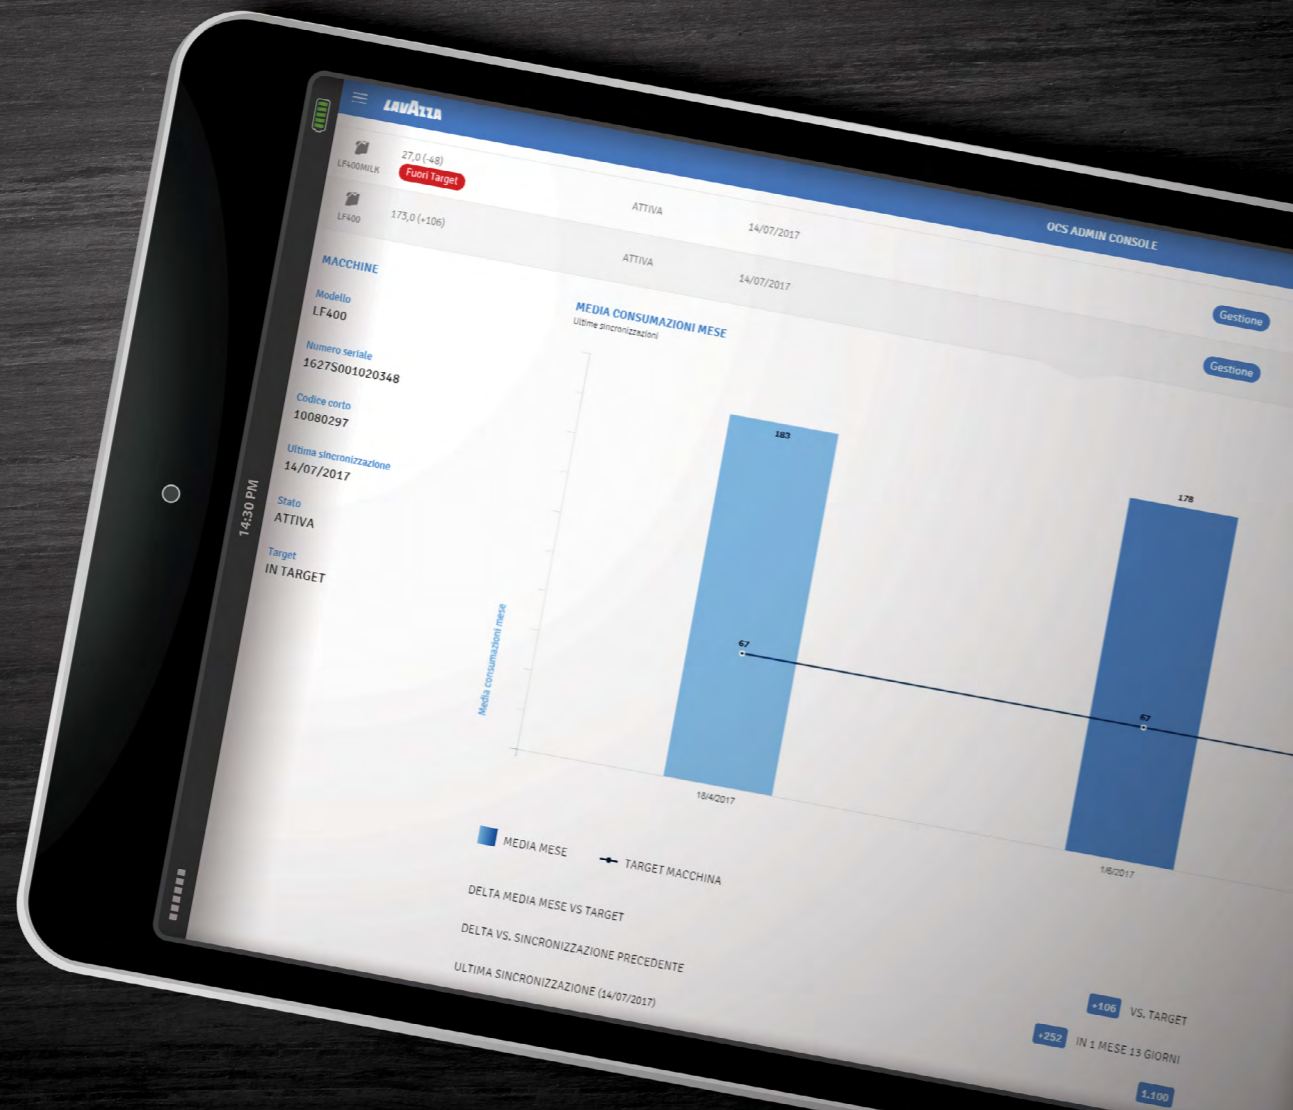 LAVAZZA
OCS ADMIN CONSOLE
LF400MILK
27,0 (-48)
Fuori Target
ATTIVA
14/07/2017
Gestione
LF400
173,0 (+106)
ATTIVA
14/07/2017
Gestione
MACCHINE
Modello
LF400
Numero seriale
1627S001020348
Codice corto
10080297
Ultima sincronizzazione
14/07/2017
Stato
ATTIVA
Target
IN TARGET
14:30 PM
MEDIA CONSUMAZIONI MESE
Ultime sincronizzazioni
Media consumazioni mese
183
178
67
67
18/4/2017
1/6/2017
MEDIA MESE
TARGET MACCHINA
DELTA MEDIA MESE VS TARGET
+106 VS. TARGET
DELTA VS. SINCRONIZZAZIONE PRECEDENTE
+252 IN 1 MESE 13 GIORNI
ULTIMA SINCRONIZZAZIONE (14/07/2017)
1.100